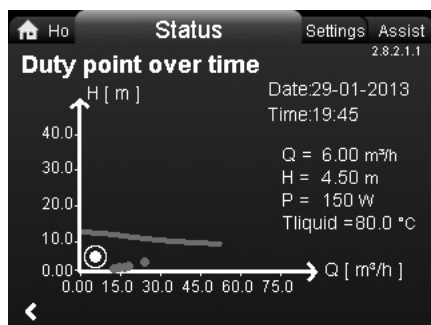 Ho Status Settings Assist
2.8.2.1.1
Duty point over time
H [ m ]
Date:29-01-2013
Time:19:45
40.0
30.0
20.0
10.0
0.00
Q = 6.00 m³/h
H = 4.50 m
P = 150 W
Tliquid =80.0 °C
Q [ m³/h ]
0.00 15.0 30.0 45.0 60.0 75.0